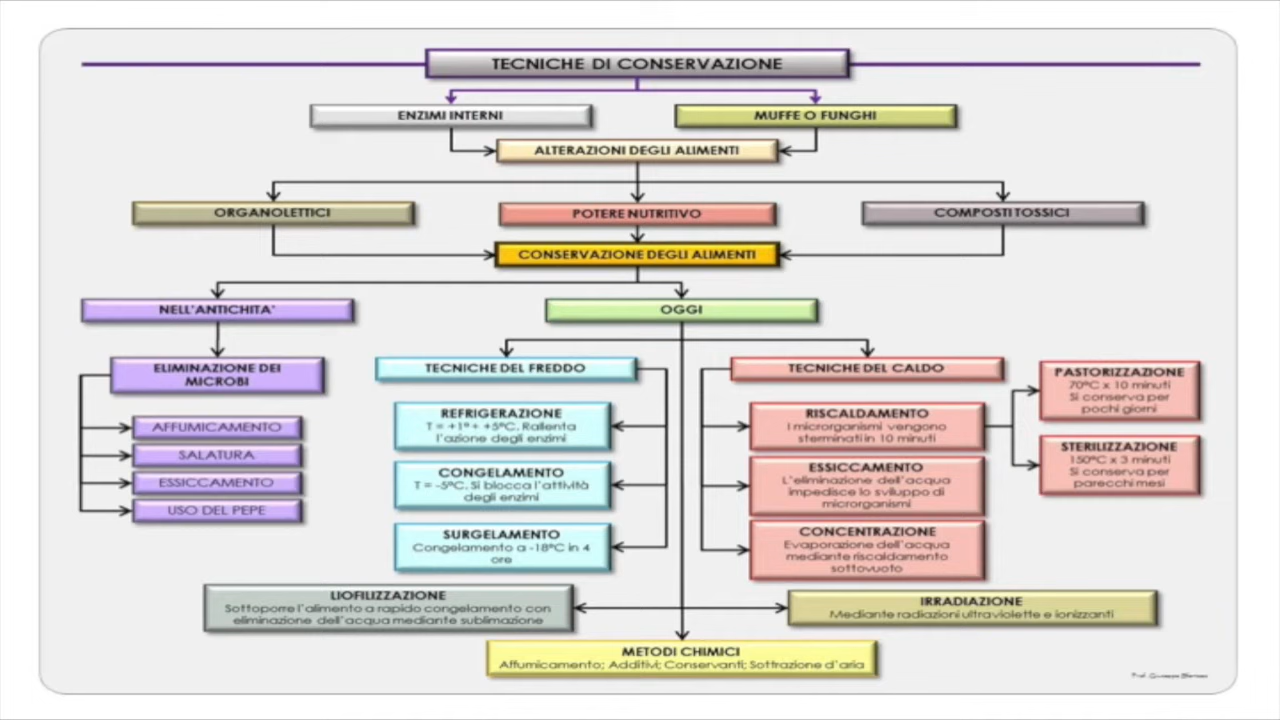 TECNICHE DI CONSERVAZIONE
ENZIMI INTERNI
MUFFE O FUNGHI
ALTERAZIONI DEGLI ALIMENTI
ORGANOLETTICI
POTERE NUTRITIVO
COMPOSTI TOSSICI
CONSERVAZIONE DEGLI ALIMENTI
NELL'ANTICHITA'
OGGI
ELIMINAZIONE DEI
MICROBI
AFFUMICAMENTO
SALATURA
ESSICCAMENTO
USO DEL PEPE
TECNICHE DEL FREDDO
REFRIGERAZIONE
T = +1°÷ +5°C. Rallenta
l'azione degli enzimi
CONGELAMENTO
T = -5°C. Si blocca l'attività
degli enzimi
SURGELAMENTO
Congelamento a -18°C in 4
ore
TECNICHE DEL CALDO
RISCALDAMENTO
I microrganismi vengono
sterminati in 10 minuti
ESSICCAMENTO
L'eliminazione dell'acqua
impedisce lo sviluppo di
microrganismi
CONCENTRAZIONE
Evaporazione dell'acqua
mediante riscaldamento
sottovuoto
PASTORIZZAZIONE
70°C x 10 minuti
Si conserva per
pochi giorni
STERILIZZAZIONE
150°C x 3 minuti
Si conserva per
parecchi mesi
LIOFILIZZAZIONE
Sottoporre l'alimento a rapido congelamento con
eliminazione dell'acqua mediante sublimazione
IRRADIAZIONE
Mediante radiazioni ultraviolette e ionizzanti
METODI CHIMICI
Affumicamento; Additivi; Conservanti; Sottrazione d'aria
Prof. Giuseppe